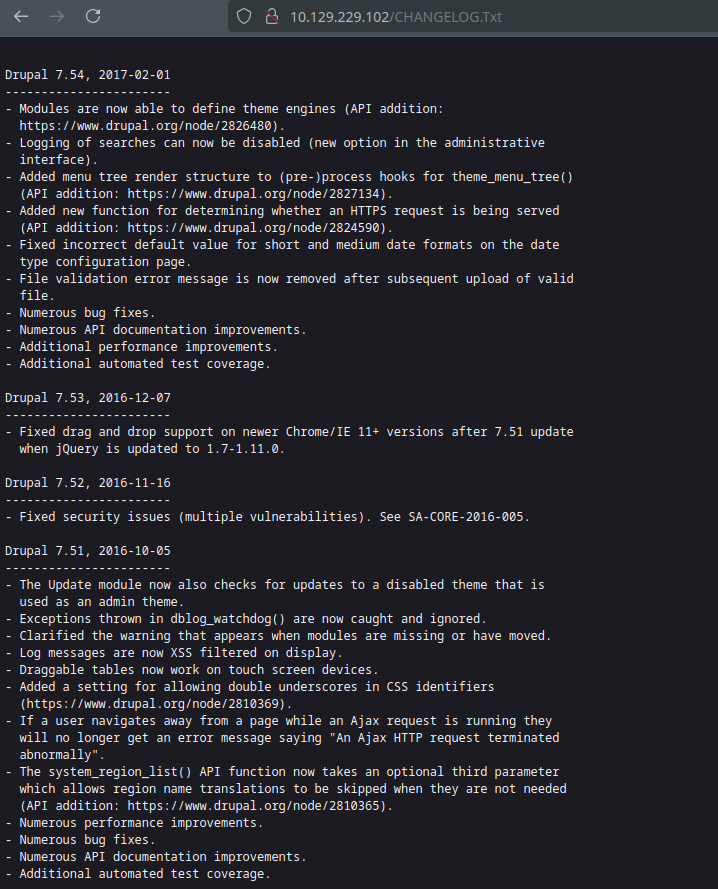 10.129.229.102/CHANGELOG.Txt
Drupal 7.54, 2017-02-01
-----------------------
- Modules are now able to define theme engines (API addition:
  https://www.drupal.org/node/2826480).
- Logging of searches can now be disabled (new option in the administrative
  interface).
- Added menu tree render structure to (pre-)process hooks for theme_menu_tree()
  (API addition: https://www.drupal.org/node/2827134).
- Added new function for determining whether an HTTPS request is being served
  (API addition: https://www.drupal.org/node/2824590).
- Fixed incorrect default value for short and medium date formats on the date
  type configuration page.
- File validation error message is now removed after subsequent upload of valid
  file.
- Numerous bug fixes.
- Numerous API documentation improvements.
- Additional performance improvements.
- Additional automated test coverage.

Drupal 7.53, 2016-12-07
-----------------------
- Fixed drag and drop support on newer Chrome/IE 11+ versions after 7.51 update
  when jQuery is updated to 1.7-1.11.0.

Drupal 7.52, 2016-11-16
-----------------------
- Fixed security issues (multiple vulnerabilities). See SA-CORE-2016-005.

Drupal 7.51, 2016-10-05
-----------------------
- The Update module now also checks for updates to a disabled theme that is
  used as an admin theme.
- Exceptions thrown in dblog_watchdog() are now caught and ignored.
- Clarified the warning that appears when modules are missing or have moved.
- Log messages are now XSS filtered on display.
- Draggable tables now work on touch screen devices.
- Added a setting for allowing double underscores in CSS identifiers
  (https://www.drupal.org/node/2810369).
- If a user navigates away from a page while an Ajax request is running they
  will no longer get an error message saying "An Ajax HTTP request terminated
  abnormally".
- The system_region_list() API function now takes an optional third parameter
  which allows region name translations to be skipped when they are not needed
  (API addition: https://www.drupal.org/node/2810365).
- Numerous performance improvements.
- Numerous bug fixes.
- Numerous API documentation improvements.
- Additional automated test coverage.